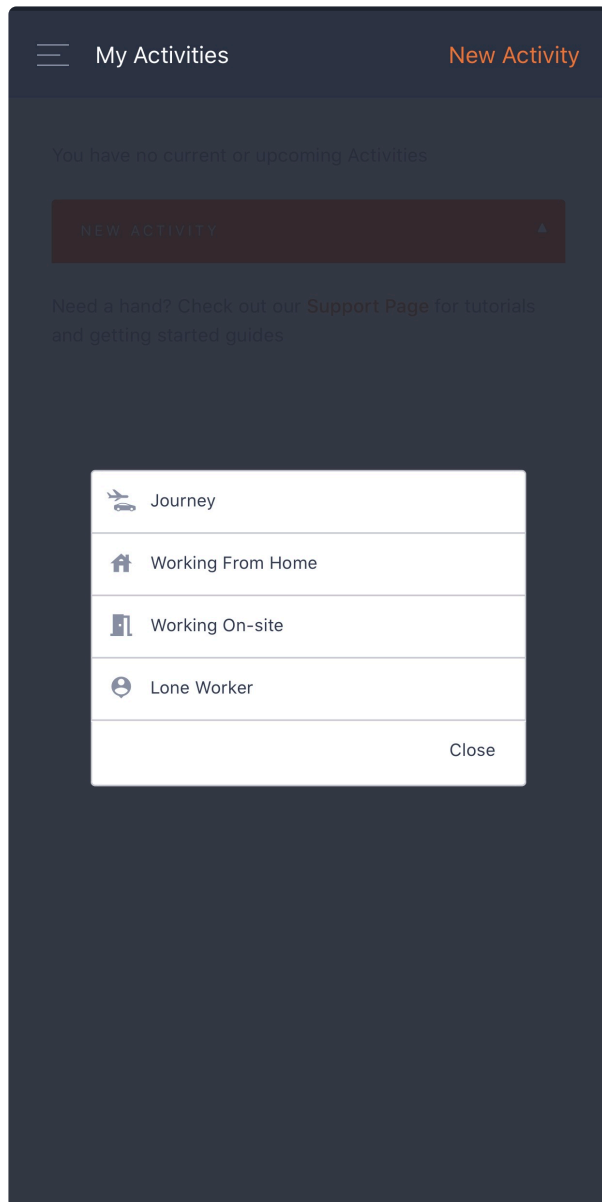 My Activities
New Activity
You have no current or upcoming Activities
NEW ACTIVITY
Need a hand? Check out our Support Page for tutorials
and getting started guides
Journey
Working From Home
Working On-site
Lone Worker
Close